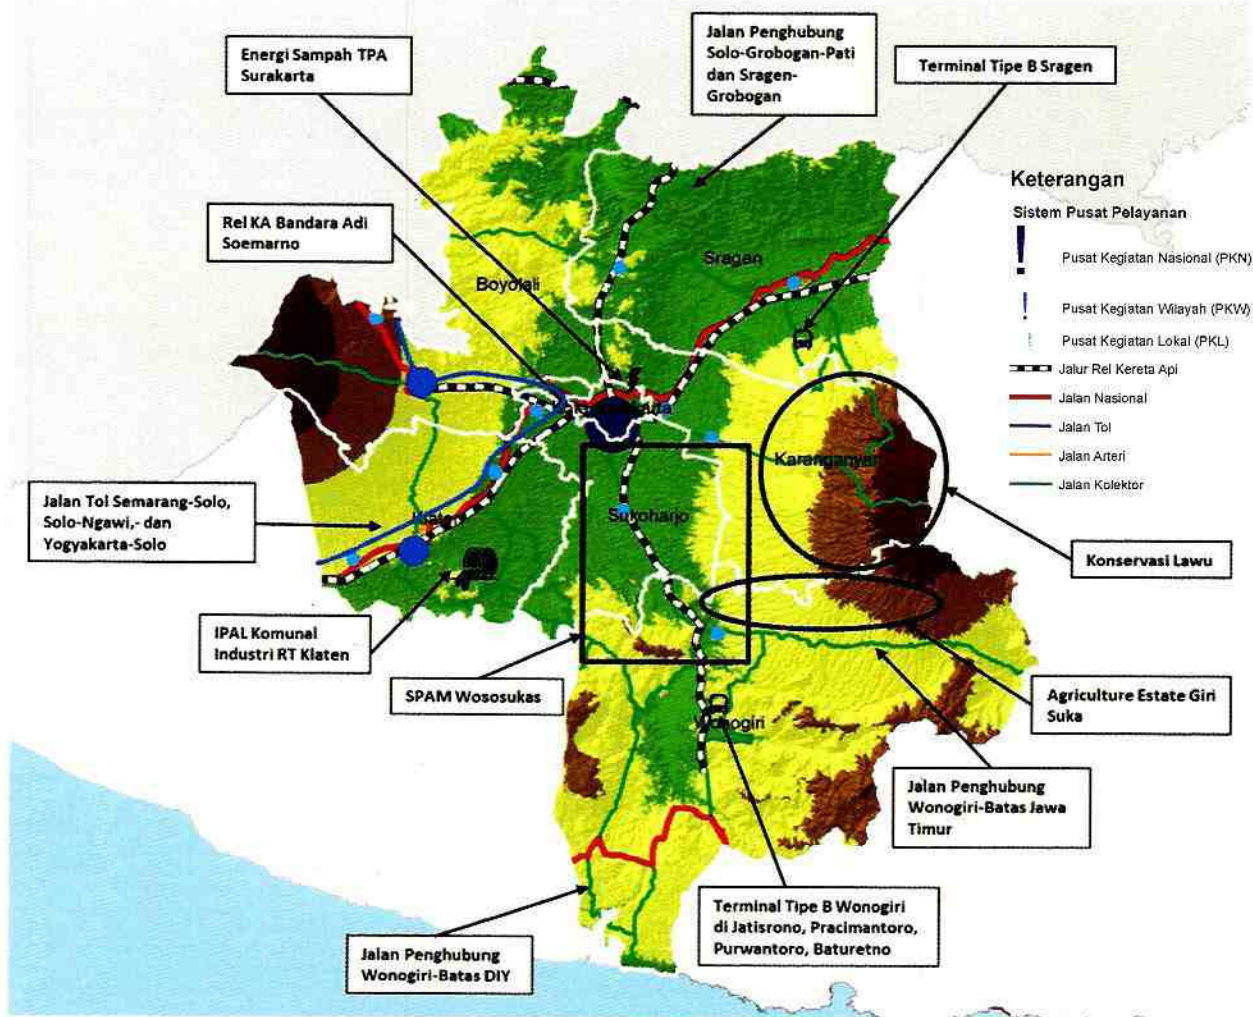 Energi Sampah TPA
Surakarta
Jalan Penghubung
Solo-Grobogan-Pati
dan Sragen-
Grobogan
Terminal Tipe B Sragen
Rel KA Bandara Adi
Soemarno
Keterangan
Sistem Pusat Pelayanan
Pusat Kegiatan Nasional (PKN)
Pusat Kegiatan Wilayah (PKW)
Pusat Kegiatan Lokal (PKL)
Jalur Rel Kereta Api
Jalan Nasional
Jalan Tol
Jalan Arteri
Jalan Kolektor
Boyolali
Sragen
Karanganyar
Sukoharjo
Wonogiri
Jalan Tol Semarang-Solo,
Solo-Ngawi,- dan
Yogyakarta-Solo
Konservasi Lawu
IPAL Komunal
Industri RT Klaten
SPAM Wososukas
Agriculture Estate Giri
Suka
Jalan Penghubung
Wonogiri-Batas Jawa
Timur
Terminal Tipe B Wonogiri
di Jatisrono, Pracimantoro,
Purwantoro, Baturetno
Jalan Penghubung
Wonogiri-Batas DIY